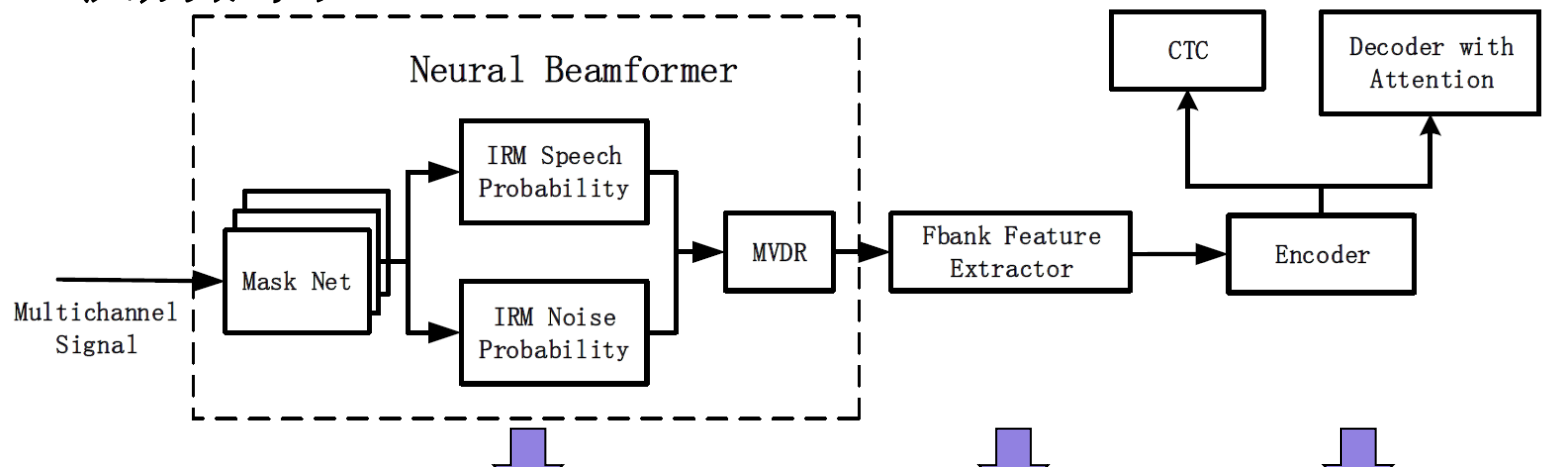 Neural Beamformer
CTC
Decoder with
Attention
IRM Speech
Probability
Mask Net
MVDR
Fbank Feature
Extractor
Encoder
Multichannel
Signal
IRM Noise
Probability